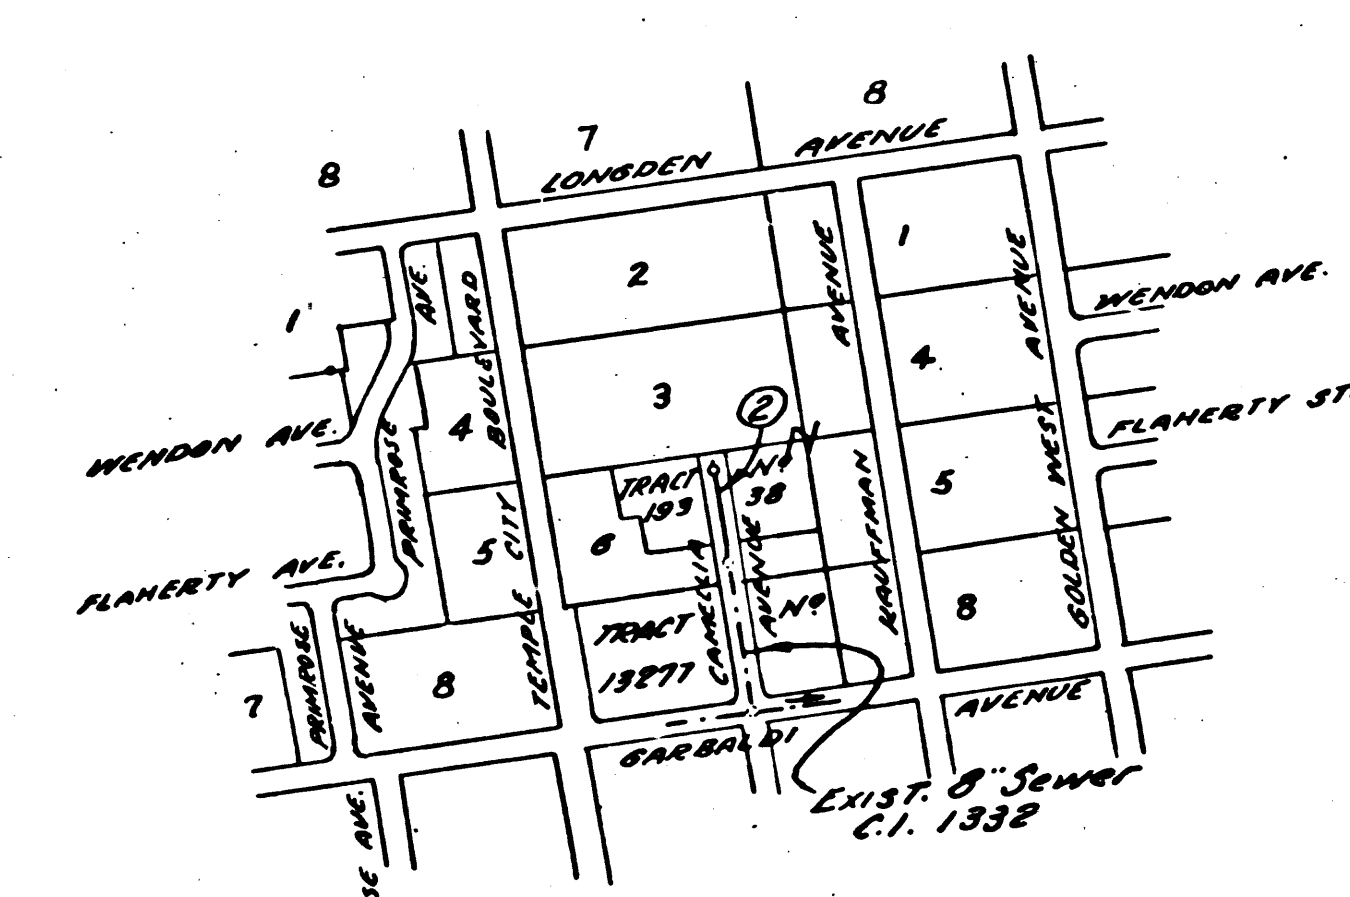 8
7
8
LONGDEN AVENUE
1
AVE.
BOULEVARD
2
AVENUE
1
AVENUE
WENDON AVE.
3
4
4
2
WENDON AVE.
PRIMROSE
FLAHERTY ST
TRACT Nº
193 38
5
CITY
5
6
CAMELLIA
AVENUE
KAUFFMAN
GOLDEN WEST
FLAHERTY AVE.
PRIMROSE
AVENUE
TEMPLE
TRACT Nº
13277
8
8
7
GARBALDI
AVENUE
EXIST. 8" SEWER
C.I. 1332
SE AVE.